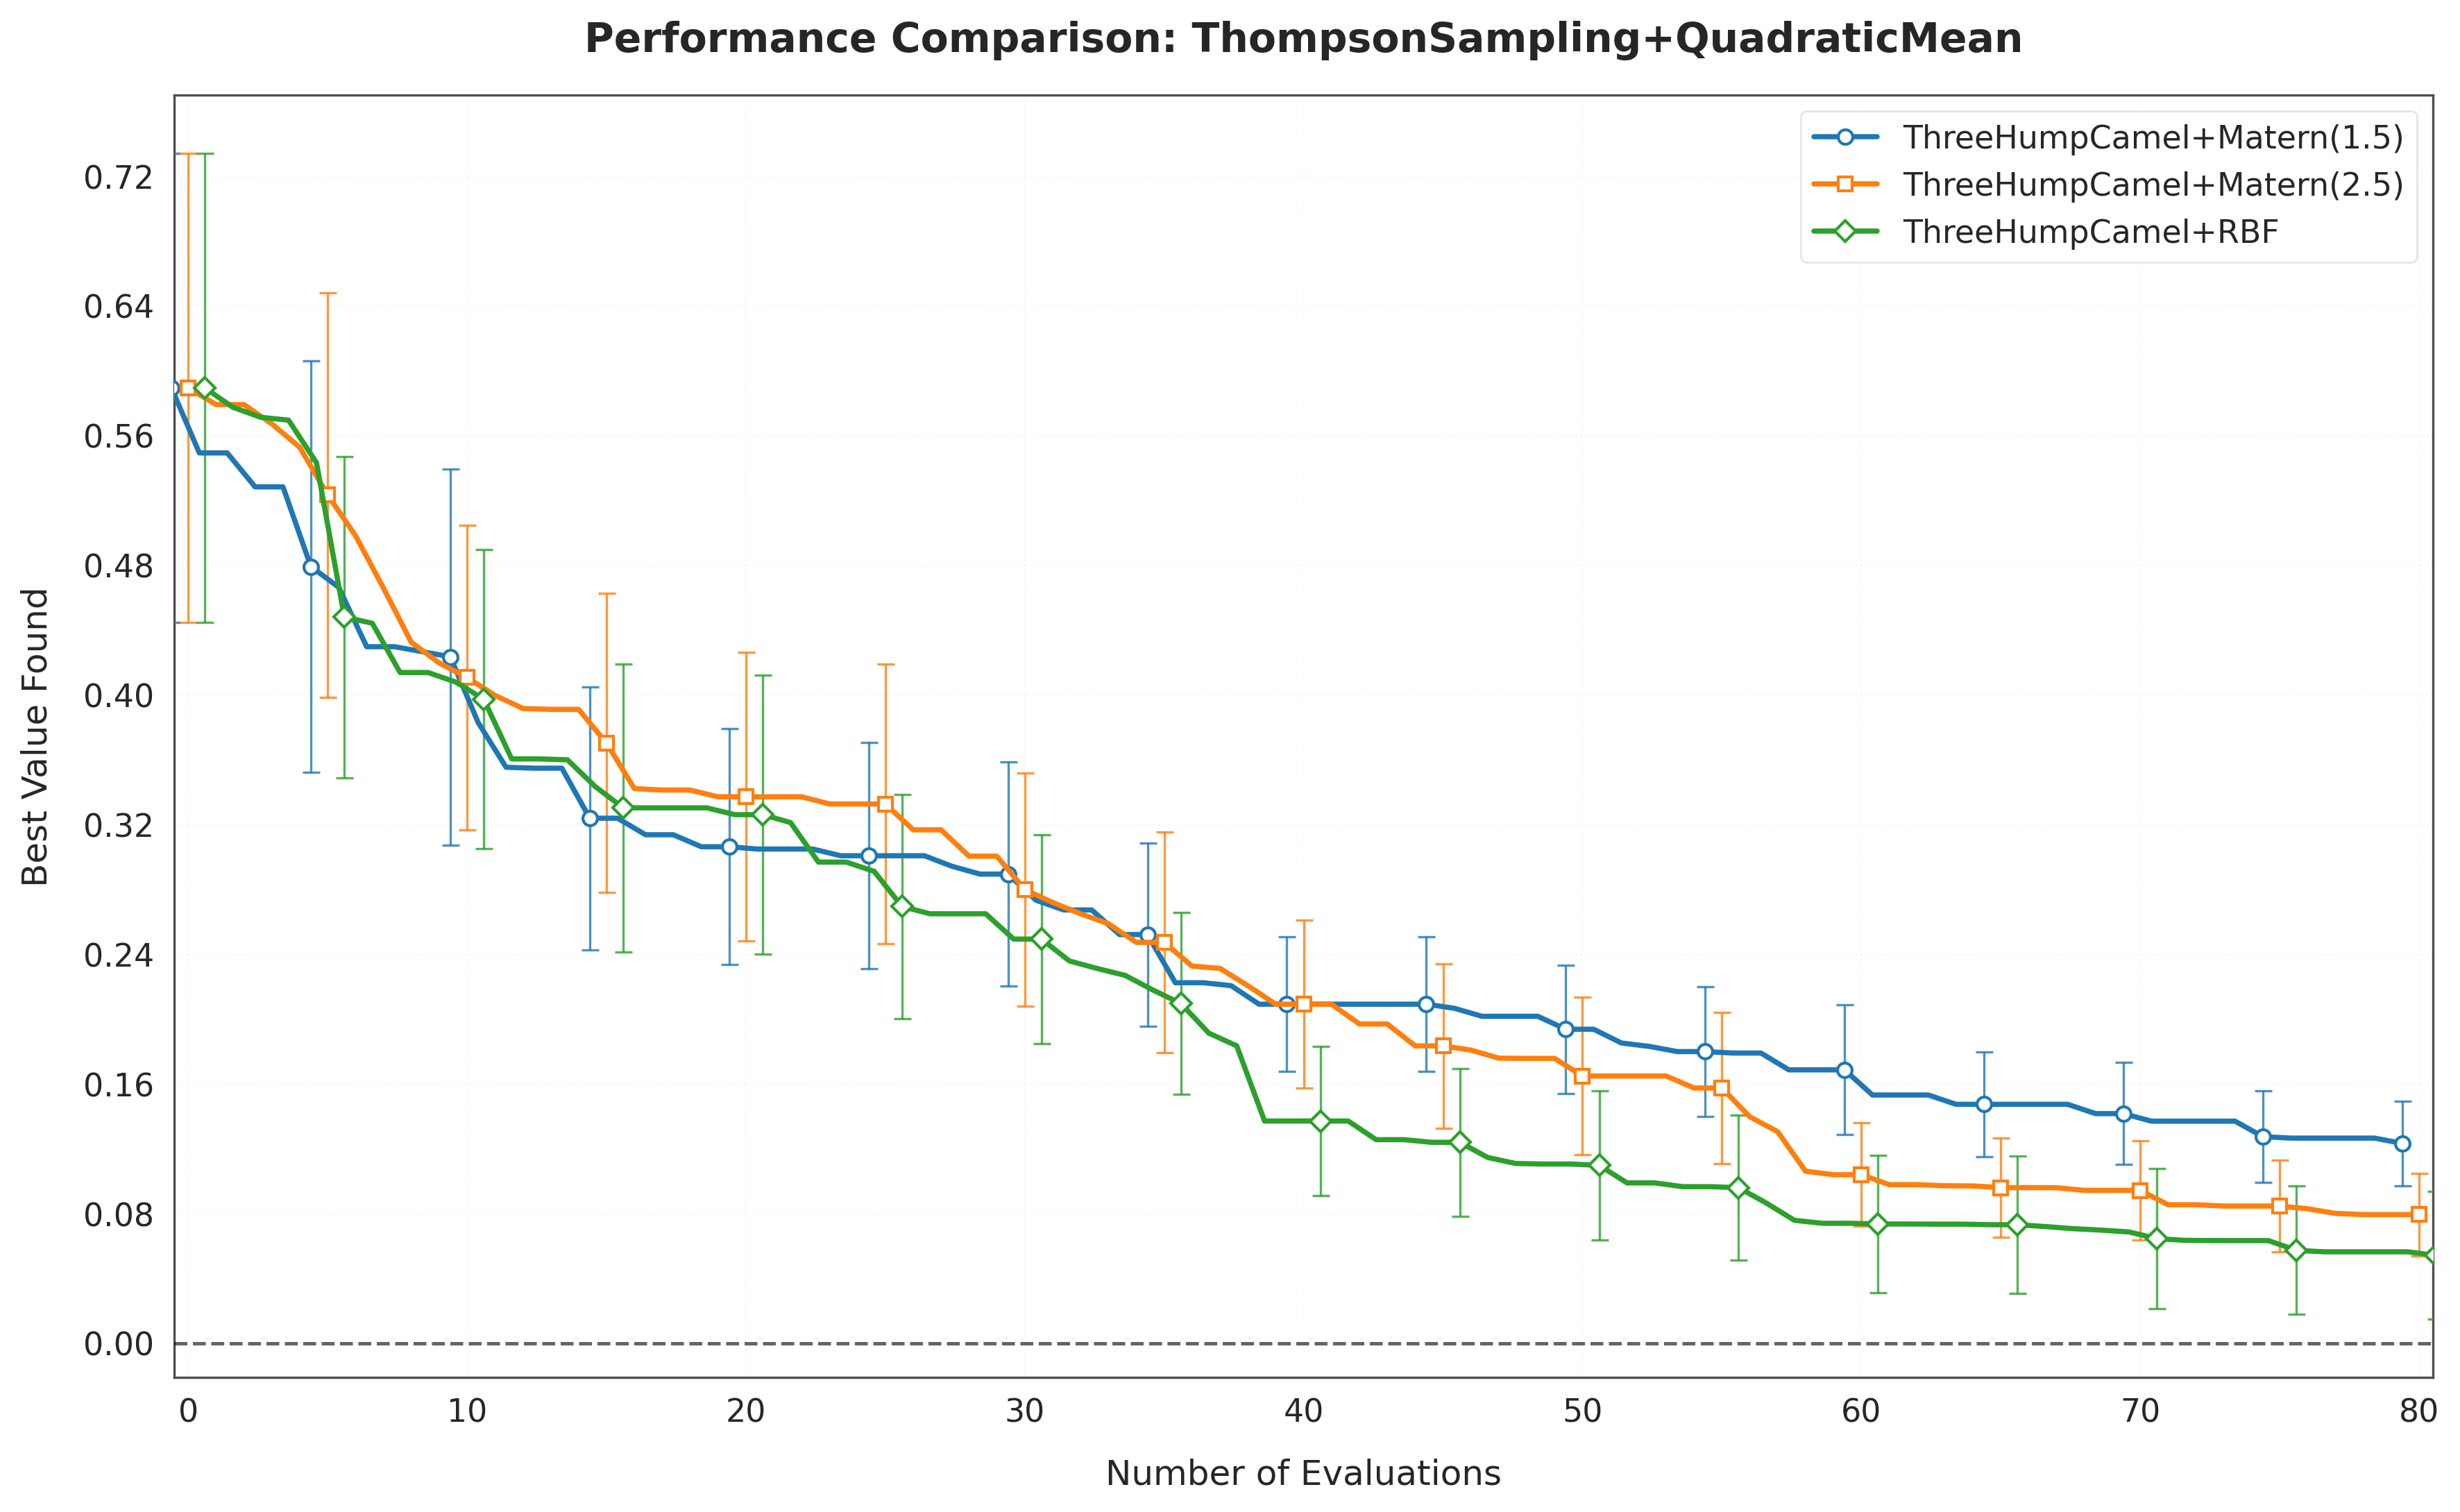 Performance Comparison: ThompsonSampling+QuadraticMean
ThreeHumpCamel+Matern(1.5)
ThreeHumpCamel+Matern(2.5)
ThreeHumpCamel+RBF
Best Value Found
0.72
0.64
0.56
0.48
0.40
0.32
0.24
0.16
0.08
0.00
0 10 20 30 40 50 60 70 80
Number of Evaluations